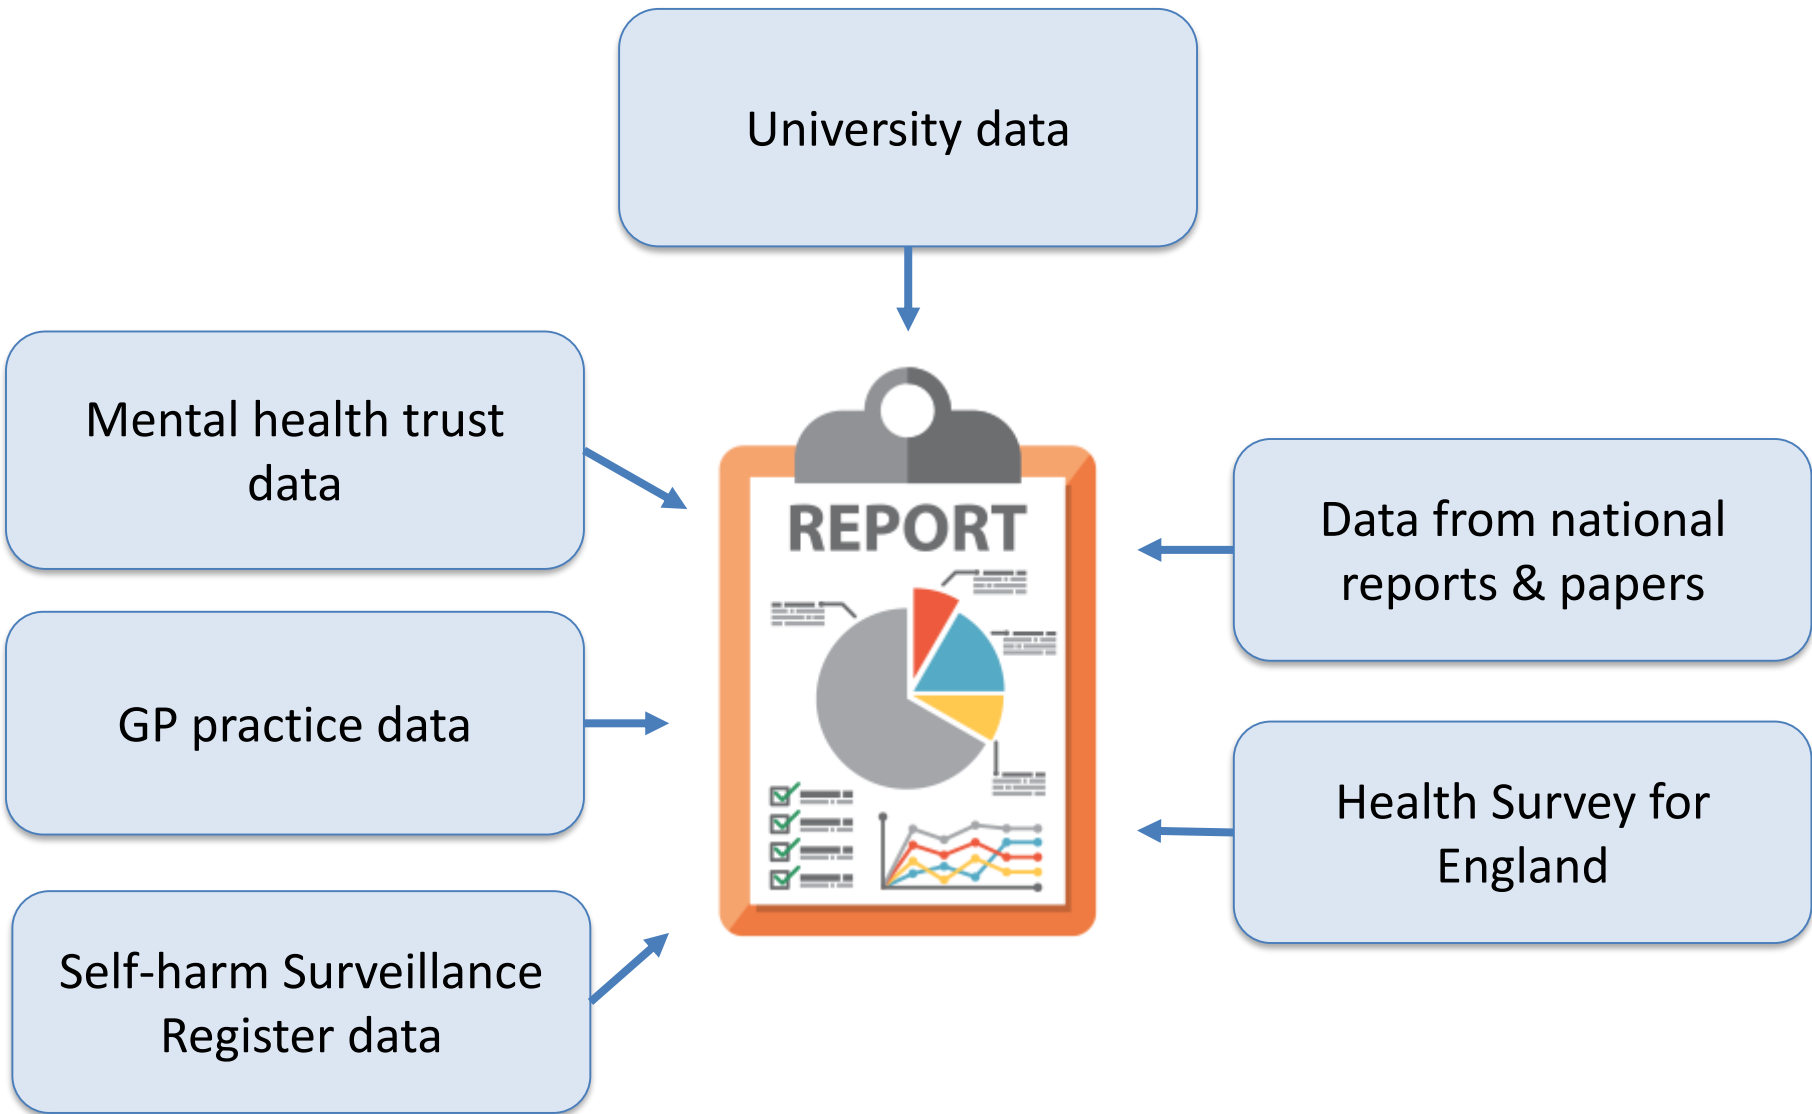 University data
Mental health trust
data
GP practice data
Self-harm Surveillance
Register data
REPORT
Data from national
reports & papers
Health Survey for
England